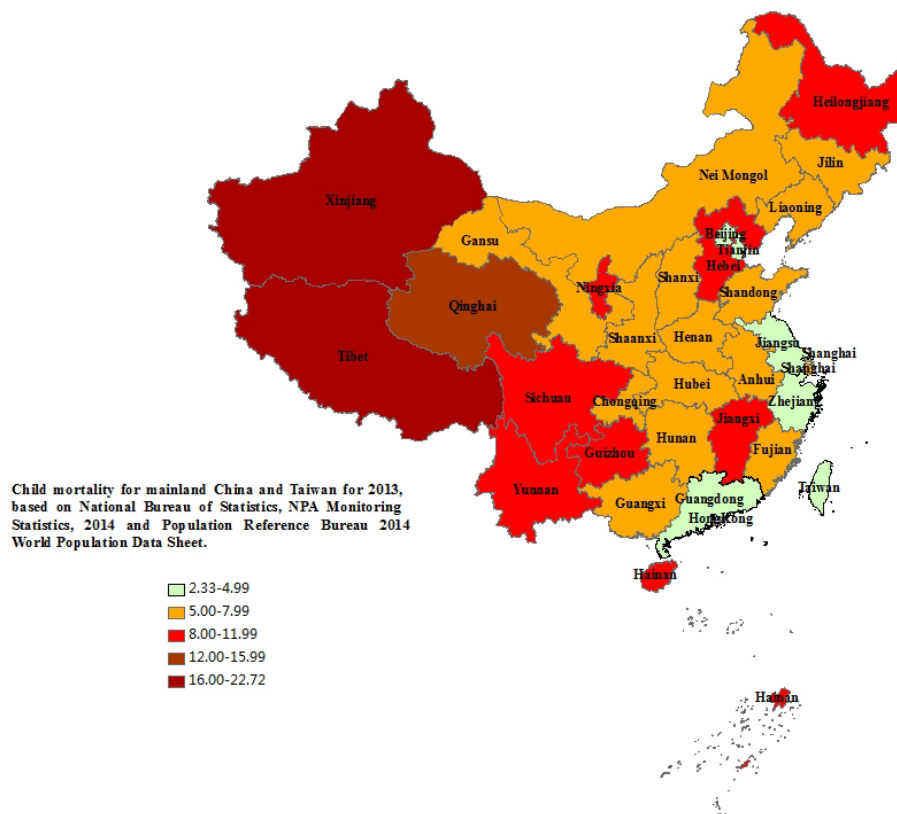 Heilongjiang
Jilin
Nei Mongol
Liaoning
Xinjiang
Beijing
Tianjin
Gansu
Hebei
Shanxi
Ningxia
Shandong
Qinghai
Shaanxi
Henan
Jiangsu
Tibet
Shanghai
Shanghai
Anhui
Hubei
Sichuan
Chongqing
Zhejiang
Jiangxi
Hunan
Guizhou
Fujian
Yunnan
Taiwan
Guangxi
Guangdong
HongKong
Hainan
Hainan
Child mortality for mainland China and Taiwan for 2013,
based on National Bureau of Statistics, NPA Monitoring
Statistics, 2014 and Population Reference Bureau 2014
World Population Data Sheet.
2.33-4.99
5.00-7.99
8.00-11.99
12.00-15.99
16.00-22.72